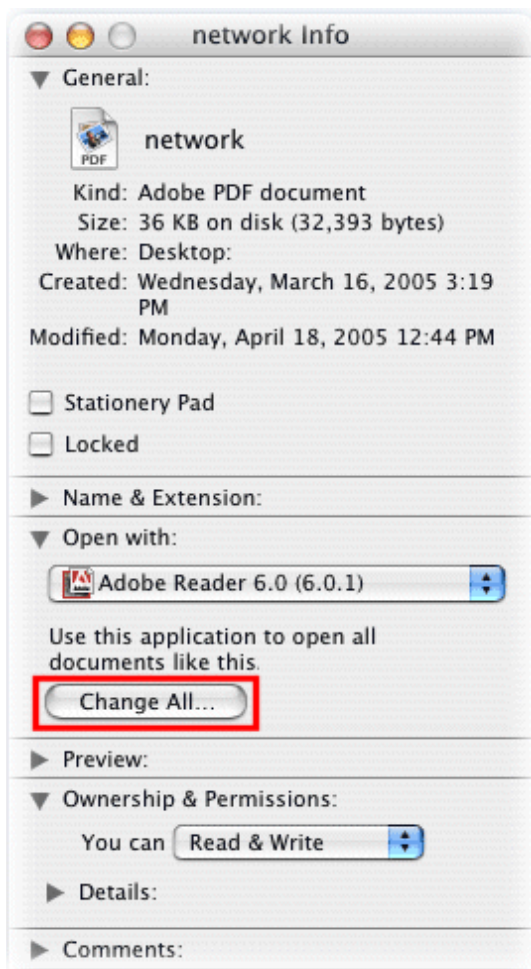 network Info
General:
PDF
network
Kind: Adobe PDF document
Size: 36 KB on disk (32,393 bytes)
Where: Desktop:
Created: Wednesday, March 16, 2005 3:19
PM
Modified: Monday, April 18, 2005 12:44 PM
Stationery Pad
Locked
Name & Extension:
Open with:
Adobe Reader 6.0 (6.0.1)
Use this application to open all
documents like this.
Change All...
Preview:
Ownership & Permissions:
You can Read & Write
Details:
Comments: